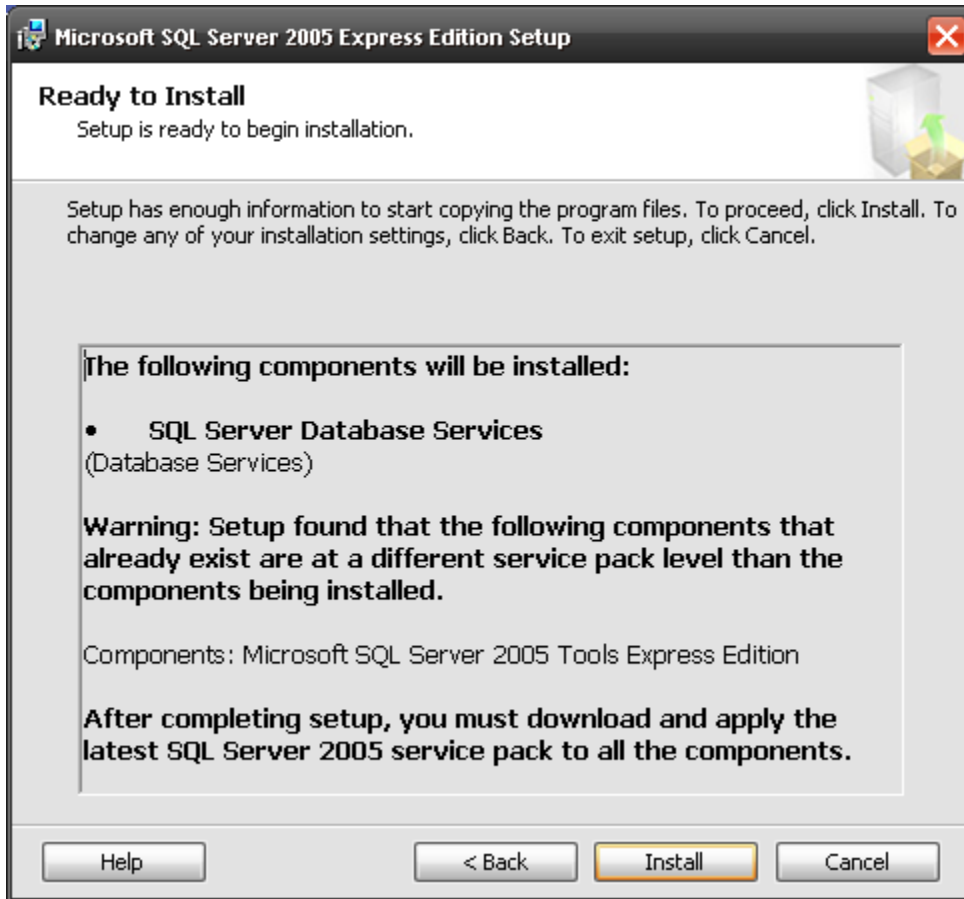 Microsoft SQL Server 2005 Express Edition Setup
Ready to Install
Setup is ready to begin installation.
Setup has enough information to start copying the program files. To proceed, click Install. To
change any of your installation settings, click Back. To exit setup, click Cancel.
The following components will be installed:
• SQL Server Database Services
(Database Services)
Warning: Setup found that the following components that
already exist are at a different service pack level than the
components being installed.
Components: Microsoft SQL Server 2005 Tools Express Edition
After completing setup, you must download and apply the
latest SQL Server 2005 service pack to all the components.
Help < Back Install Cancel